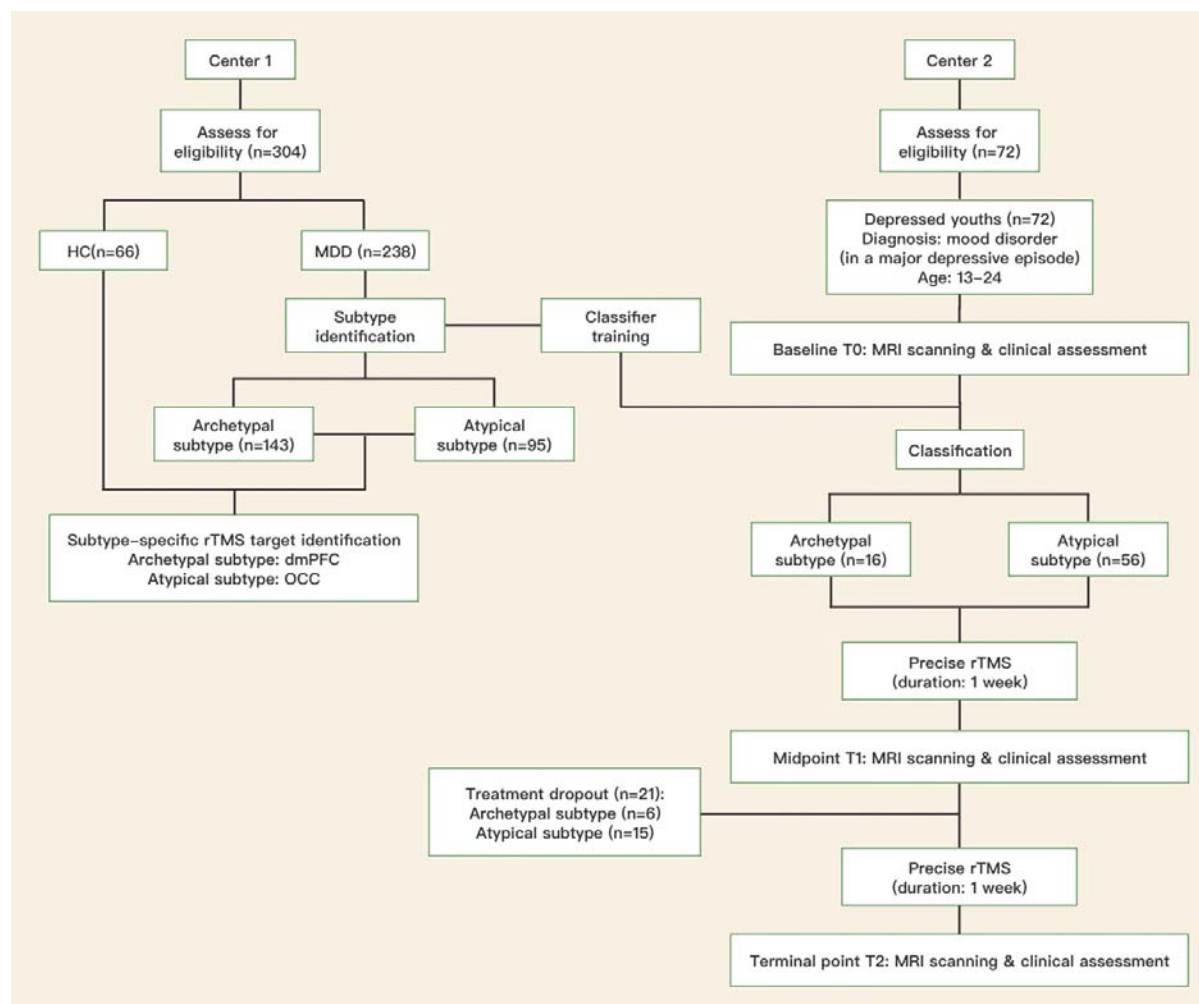 Center 1
Assess for
eligibility (n=304)
HC(n=66)
MDD (n=238)
Subtype
identification
Classifier
training
Archetypal
subtype (n=143)
Atypical
subtype (n=95)
Subtype-specific rTMS target identification
Archetypal subtype: dmPFC
Atypical subtype: OCC
Center 2
Assess for
eligibility (n=72)
Depressed youths (n=72)
Diagnosis: mood disorder
(in a major depressive episode)
Age: 13-24
Baseline T0: MRI scanning & clinical assessment
Classification
Archetypal
subtype (n=16)
Atypical
subtype (n=56)
Precise rTMS
(duration: 1 week)
Midpoint T1: MRI scanning & clinical assessment
Treatment dropout (n=21):
Archetypal subtype (n=6)
Atypical subtype (n=15)
Precise rTMS
(duration: 1 week)
Terminal point T2: MRI scanning & clinical assessment